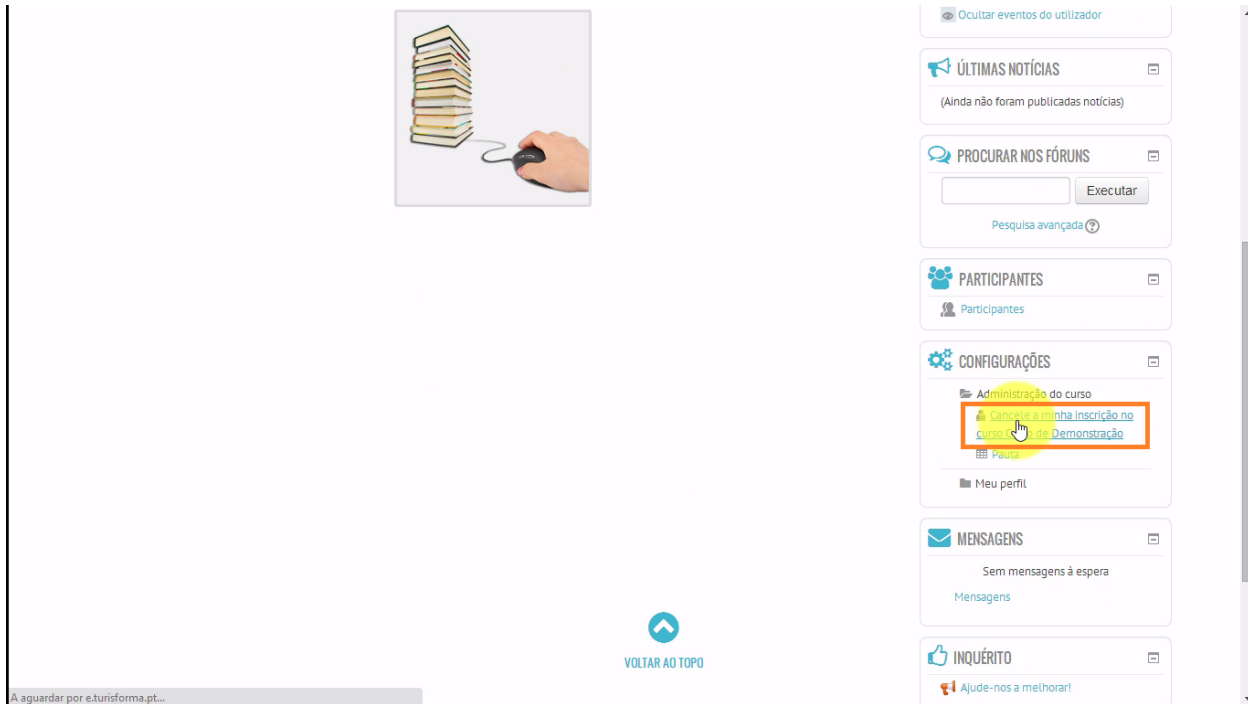 Ocultar eventos do utilizador
ÚLTIMAS NOTÍCIAS
(Ainda não foram publicadas notícias)
PROCURAR NOS FÓRUNS
Executar
Pesquisa avançada
PARTICIPANTES
Participantes
CONFIGURAÇÕES
Administração do curso
Cancele a minha inscrição no
curso de Demonstração
Pauta
Meu perfil
MENSAGENS
Sem mensagens à espera
Mensagens
VOLTAR AO TOPO
INQUÉRITO
Ajude-nos a melhorar!
A aguardar por e.turisforma.pt...